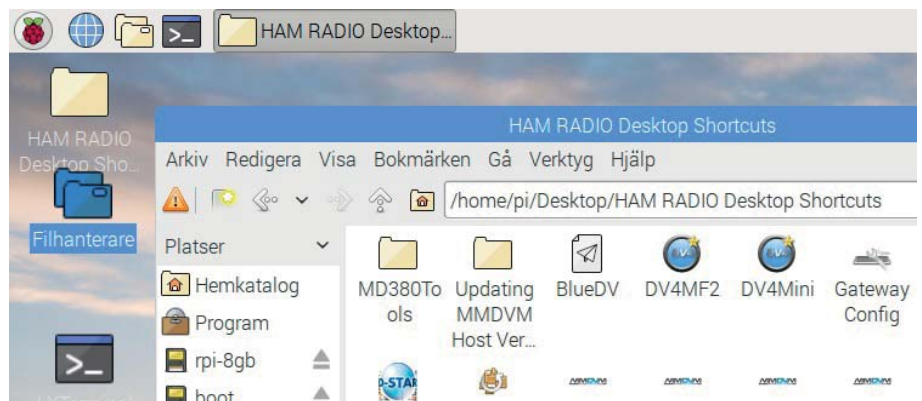 HAM RADIO Desktop...
HAM RADIO
Desktop Sho...
Filhanterare
HAM RADIO Desktop Shortcuts
Arkiv Redigera Visa Bokmärken Gå Verktyg Hjälp
/home/pi/Desktop/HAM RADIO Desktop Shortcuts
Platser
Hemkatalog
Program
rpi-8gb
boot
MD380To
ols
Updating
MMDVM
Host Ver...
BlueDV
DV4MF2
DV4Mini
Gateway
Config
D-STAR